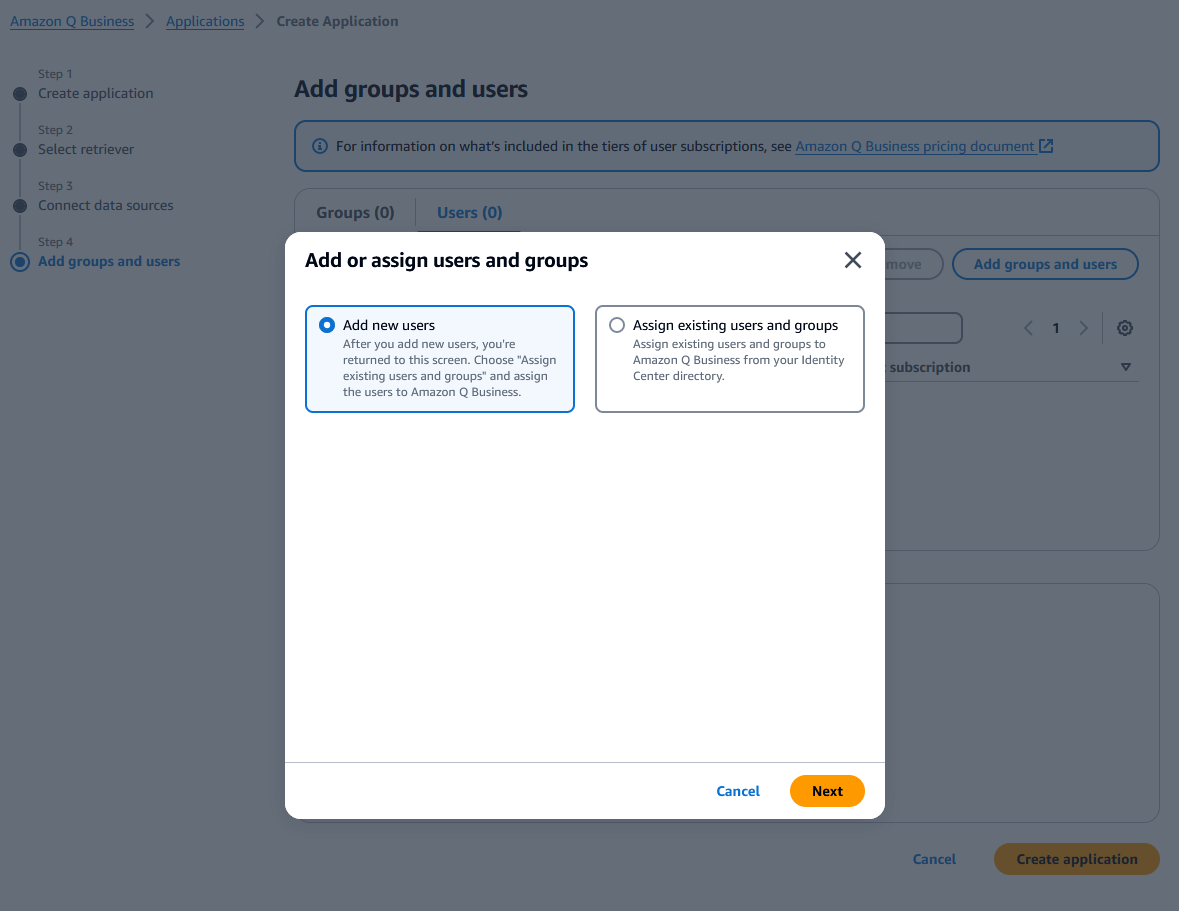 Amazon Q Business > Applications > Create Application
Step 1
Create application
Step 2
Select retriever
Step 3
Connect data sources
Step 4
Add groups and users
Add groups and users
For information on what's included in the tiers of user subscriptions, see Amazon Q Business pricing document
Groups (0)
Users (0)
Add groups and users
1
subscription
Add or assign users and groups
Add new users
After you add new users, you're
returned to this screen. Choose "Assign
existing users and groups" and assign
the users to Amazon Q Business.
Assign existing users and groups
Assign existing users and groups to
Amazon Q Business from your Identity
Center directory.
Cancel
Next
Cancel
Create application